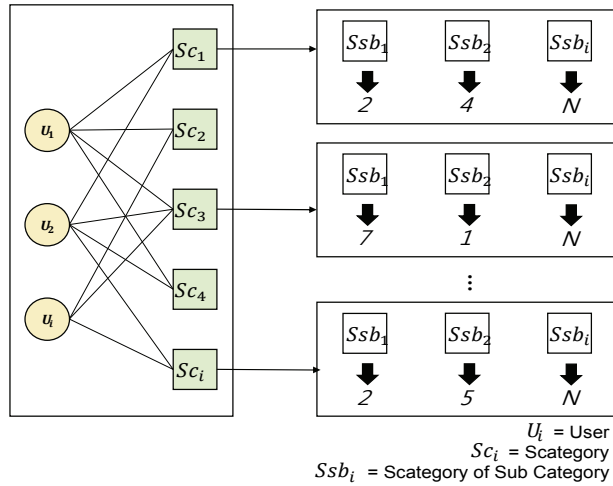 Sc₁
Sc₂
Sc₃
Sc₄
Scᵢ
U₁
U₂
Uᵢ
Ssb₁ Ssb₂ Ssbᵢ
2 4 N
Ssb₁ Ssb₂ Ssbᵢ
7 1 N
...
Ssb₁ Ssb₂ Ssbᵢ
2 5 N
Uᵢ = User
Scᵢ = Scategory
Ssbᵢ = Scategory of Sub Category